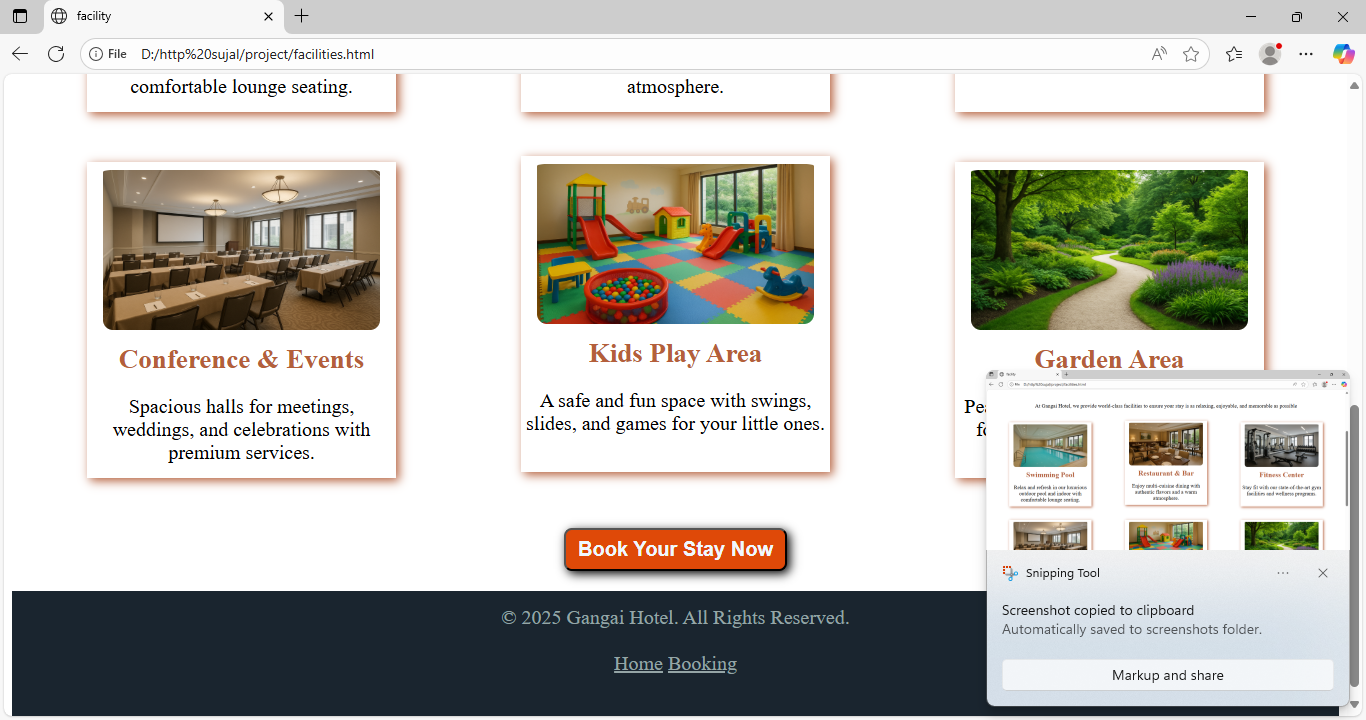 facility
File D:/http%20sujal/project/facilities.html
comfortable lounge seating.
atmosphere.
Conference & Events
Spacious halls for meetings,
weddings, and celebrations with
premium services.
Kids Play Area
A safe and fun space with swings,
slides, and games for your little ones.
Garden Area
Book Your Stay Now
© 2025 Gangai Hotel. All Rights Reserved.
Home Booking
At Gangai Hotel, we provide world-class facilities to ensure your stay is as relaxing, enjoyable, and memorable as possible
Swimming Pool
Relax and refresh in our luxurious
outdoor pool and indoor with
comfortable lounge seating.
Restaurant & Bar
Enjoy multi-cuisine dining with
authentic flavors and a warm
atmosphere.
Fitness Center
Stay fit with our state-of-the-art gym
facilities and wellness programs.
Snipping Tool
Screenshot copied to clipboard
Automatically saved to screenshots folder.
Markup and share